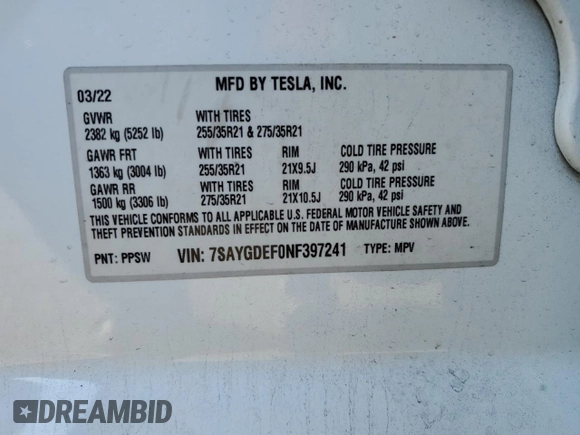 MFD BY TESLA, INC.
03/22
GVWR WITH TIRES
2382 kg (5252 lb) 255/35R21 & 275/35R21
GAWR FRT WITH TIRES RIM COLD TIRE PRESSURE
1363 kg (3004 lb) 255/35R21 21X9.5J 290 kPa, 42 psi
GAWR RR WITH TIRES RIM COLD TIRE PRESSURE
1500 kg (3306 lb) 275/35R21 21X10.5J 290 kPa, 42 psi
THIS VEHICLE CONFORMS TO ALL APPLICABLE U.S. FEDERAL MOTOR VEHICLE SAFETY AND
THEFT PREVENTION STANDARDS IN EFFECT ON THE DATE OF MANUFACTURE SHOWN ABOVE.
PNT: PPSW VIN: 7SAYGDEF0NF397241 TYPE: MPV
DREAMBID